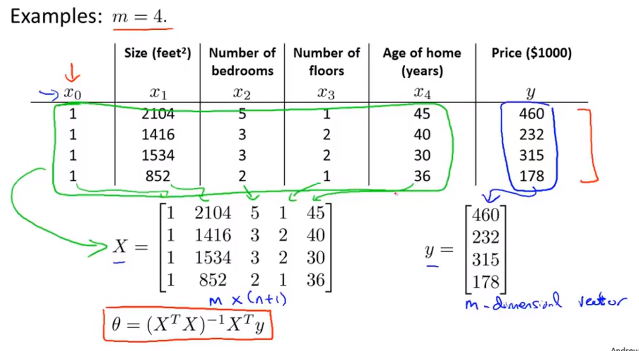 Examples: m = 4.
Size (feet²) Number of bedrooms Number of floors Age of home (years) Price ($1000)
x₀ x₁ x₂ x₃ x₄ y
1 2104 5 1 45 460
1 1416 3 2 40 232
1 1534 3 2 30 315
1 852 2 1 36 178
X = [1 2104 5 1 45
1 1416 3 2 40
1 1534 3 2 30
1 852 2 1 36]
m x (n+1)
y = [460
232
315
178]
m-dimensional vector
θ = (XᵀX)⁻¹Xᵀy
Andrew